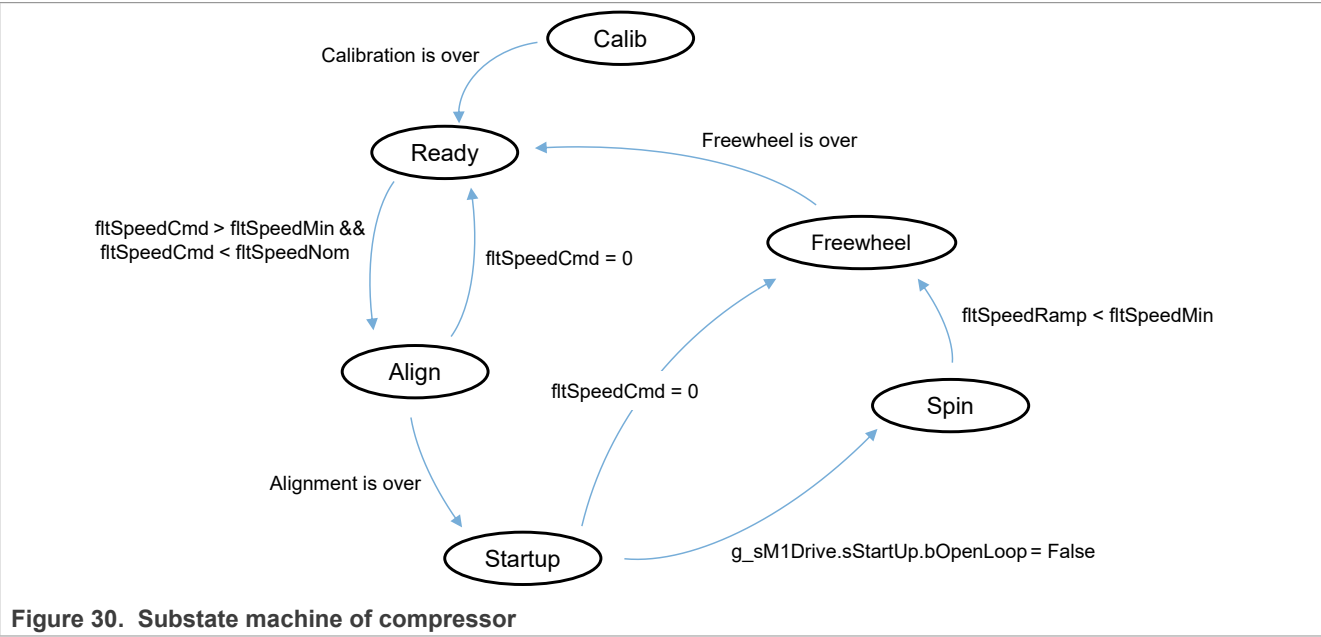 Calib
Calibration is over
Ready
Freewheel is over
fltSpeedCmd > fltSpeedMin &&
fltSpeedCmd < fltSpeedNom
fltSpeedCmd = 0
Freewheel
fltSpeedRamp < fltSpeedMin
Align
fltSpeedCmd = 0
Spin
Alignment is over
Startup
g_sM1Drive.sStartUp.bOpenLoop = False
Figure 30. Substate machine of compressor